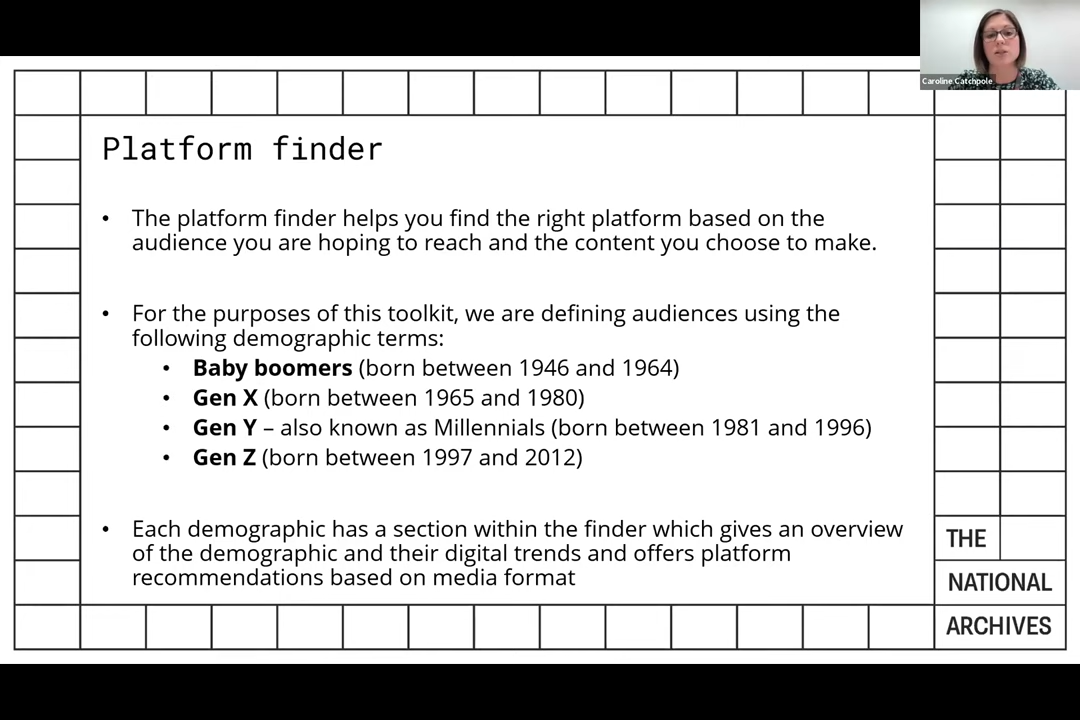 Caroline Catchpole
Platform finder
• The platform finder helps you find the right platform based on the
audience you are hoping to reach and the content you choose to make.
• For the purposes of this toolkit, we are defining audiences using the
following demographic terms:
• Baby boomers (born between 1946 and 1964)
• Gen X (born between 1965 and 1980)
• Gen Y – also known as Millennials (born between 1981 and 1996)
• Gen Z (born between 1997 and 2012)
• Each demographic has a section within the finder which gives an overview
of the demographic and their digital trends and offers platform
recommendations based on media format
THE
NATIONAL
ARCHIVES